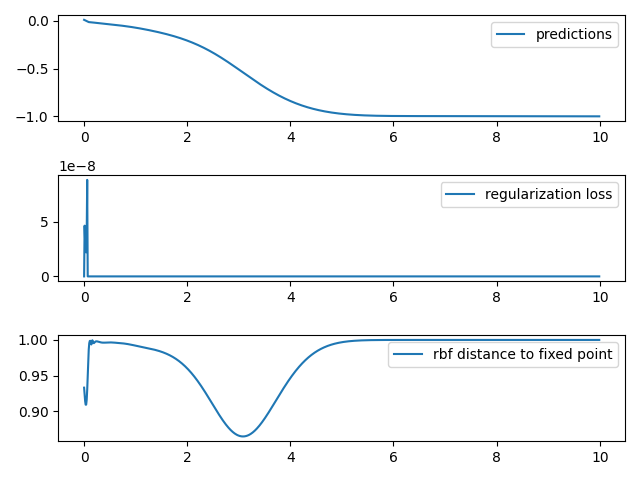 0.0
−0.5
−1.0
predictions
0 2 4 6 8 10
1e−8
5
0
regularization loss
0 2 4 6 8 10
1.00
0.95
0.90
rbf distance to fixed point
0 2 4 6 8 10